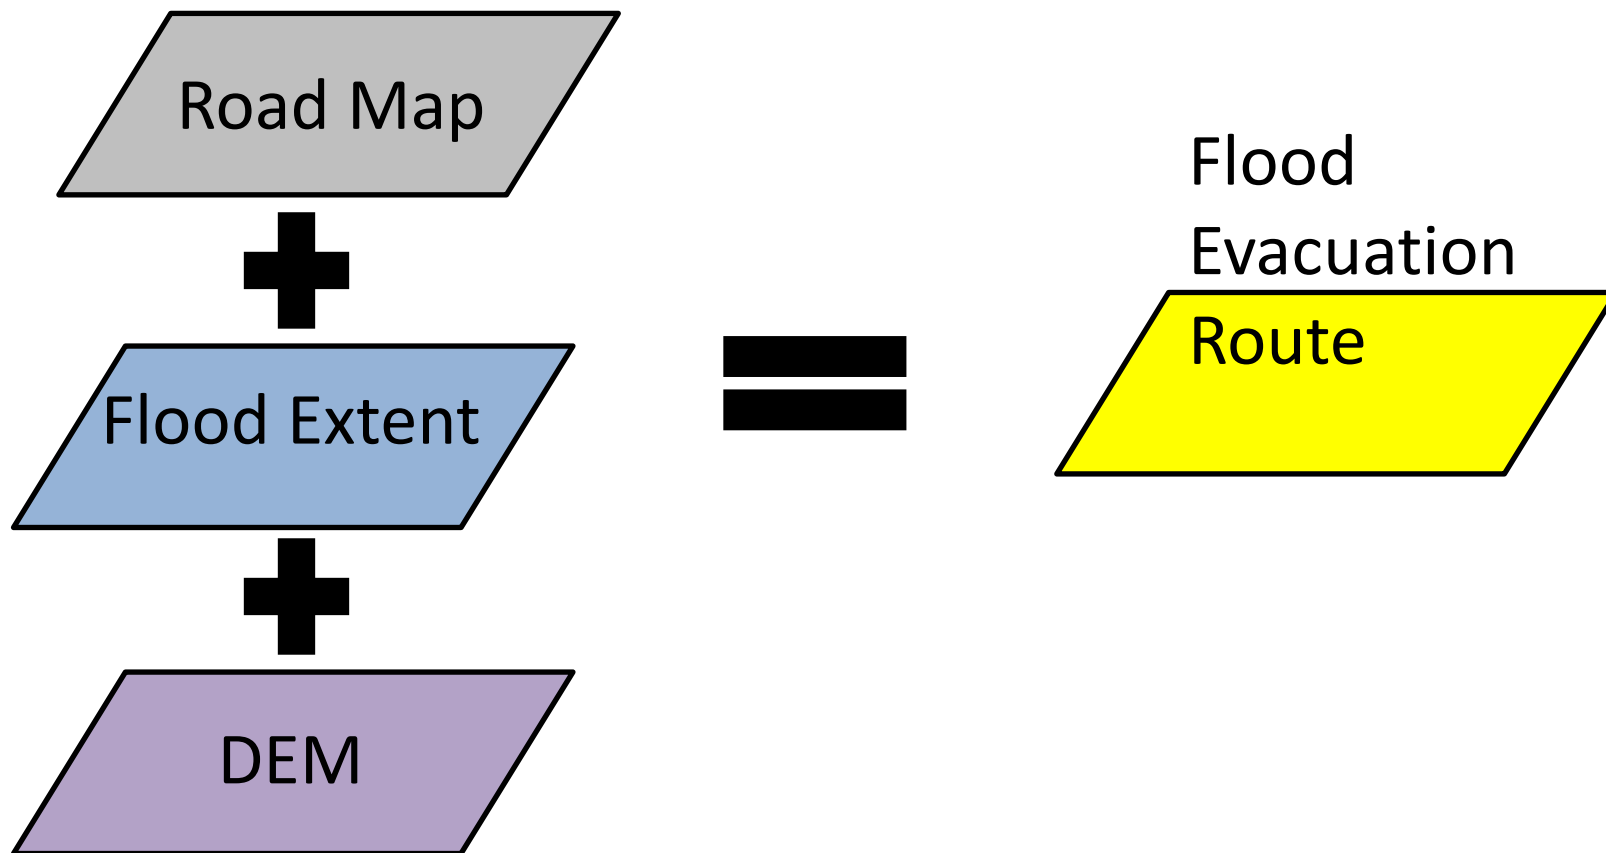 Road Map
Flood Extent
DEM
Flood
Evacuation
Route